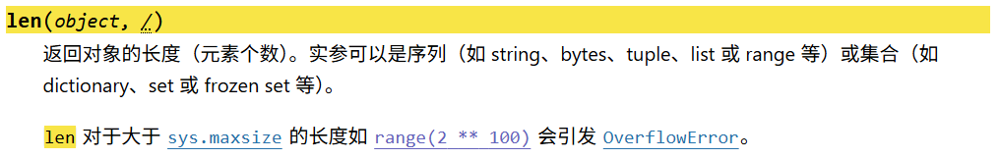 len(object, /)
返回对象的长度（元素个数）。实参可以是序列（如 string、bytes、tuple、list 或 range 等）或集合（如
dictionary、set 或 frozen set 等）。
len 对于大于 sys.maxsize 的长度如 range(2 ** 100) 会引发 OverflowError。